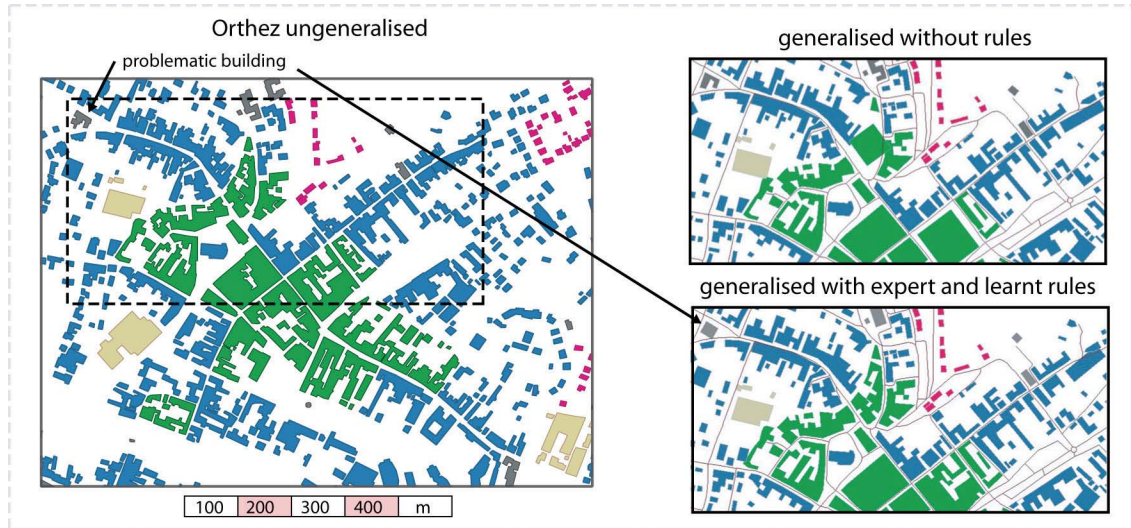 Orthez ungeneralised
problematic building
generalised without rules
generalised with expert and learnt rules
100 200 300 400 m